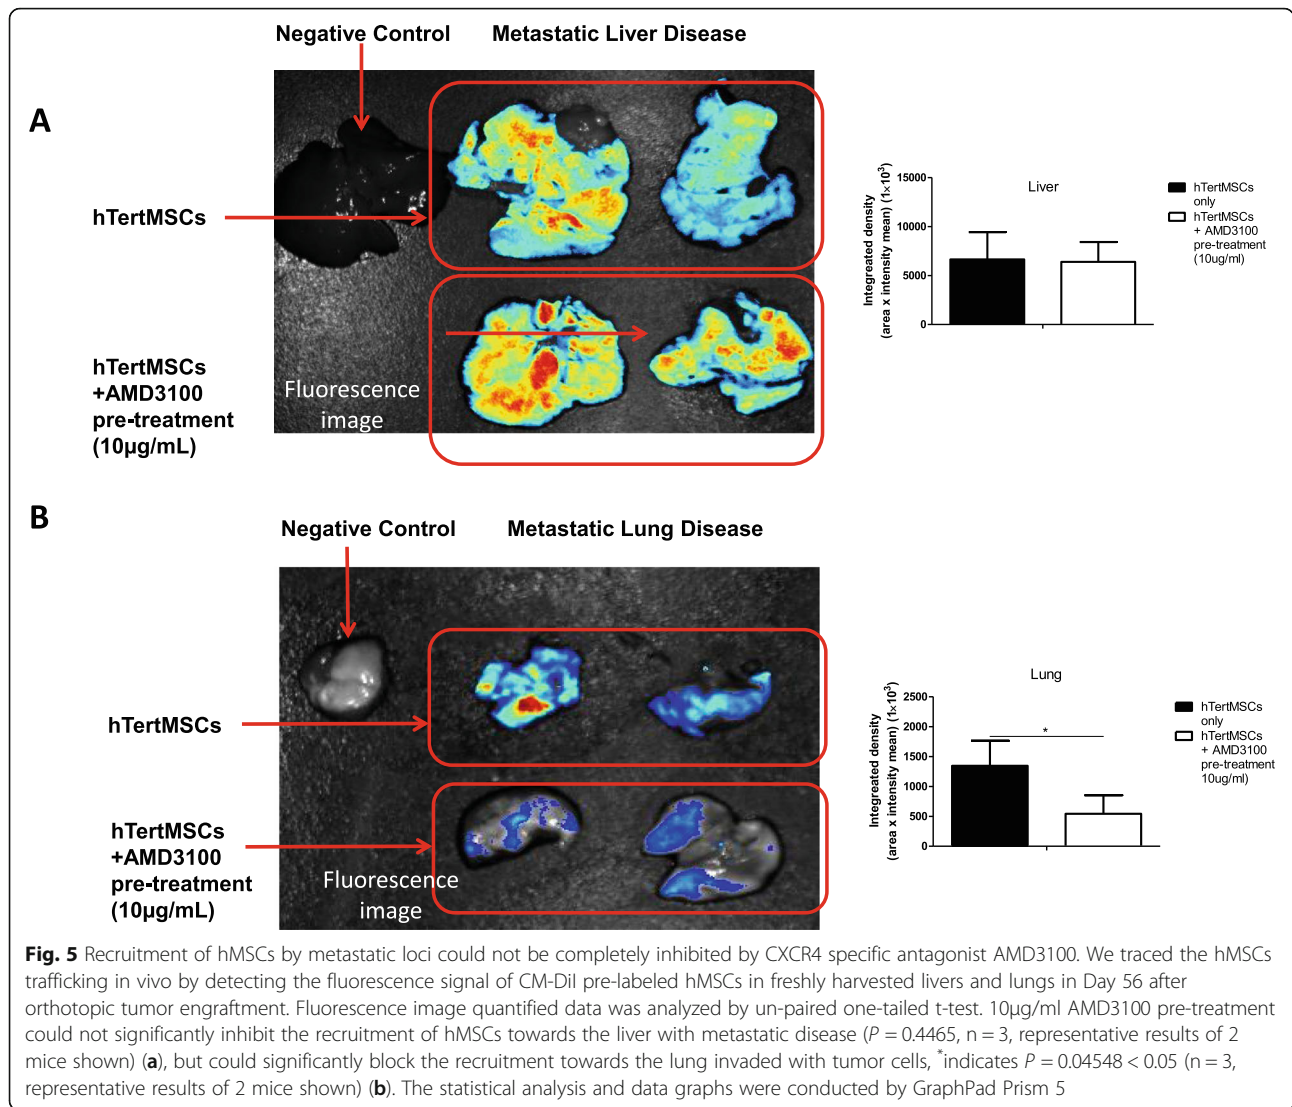 Negative Control
Metastatic Liver Disease
A
hTertMSCs
hTertMSCs
+AMD3100
pre-treatment
(10µg/mL)
Fluorescence
image
Liver
Integreated density
(area x intensity mean) (1×10³)
15000
10000
5000
0
hTertMSCs
only
hTertMSCs
+ AMD3100
pre-treatment
(10ug/ml)
B
Negative Control
Metastatic Lung Disease
hTertMSCs
hTertMSCs
+AMD3100
pre-treatment
(10µg/mL)
Fluorescence
image
Lung
Integreated density
(area x intensity mean) (1×10³)
2500
2000
1500
1000
500
0
*
hTertMSCs
only
hTertMSCs
+ AMD3100
pre-treatment
10ug/ml)
Fig. 5 Recruitment of hMSCs by metastatic loci could not be completely inhibited by CXCR4 specific antagonist AMD3100. We traced the hMSCs
trafficking in vivo by detecting the fluorescence signal of CM-DiI pre-labeled hMSCs in freshly harvested livers and lungs in Day 56 after
orthotopic tumor engraftment. Fluorescence image quantified data was analyzed by un-paired one-tailed t-test. 10µg/ml AMD3100 pre-treatment
could not significantly inhibit the recruitment of hMSCs towards the liver with metastatic disease (P = 0.4465, n = 3, representative results of 2
mice shown) (a), but could significantly block the recruitment towards the lung invaded with tumor cells, *indicates P = 0.04548 < 0.05 (n = 3,
representative results of 2 mice shown) (b). The statistical analysis and data graphs were conducted by GraphPad Prism 5